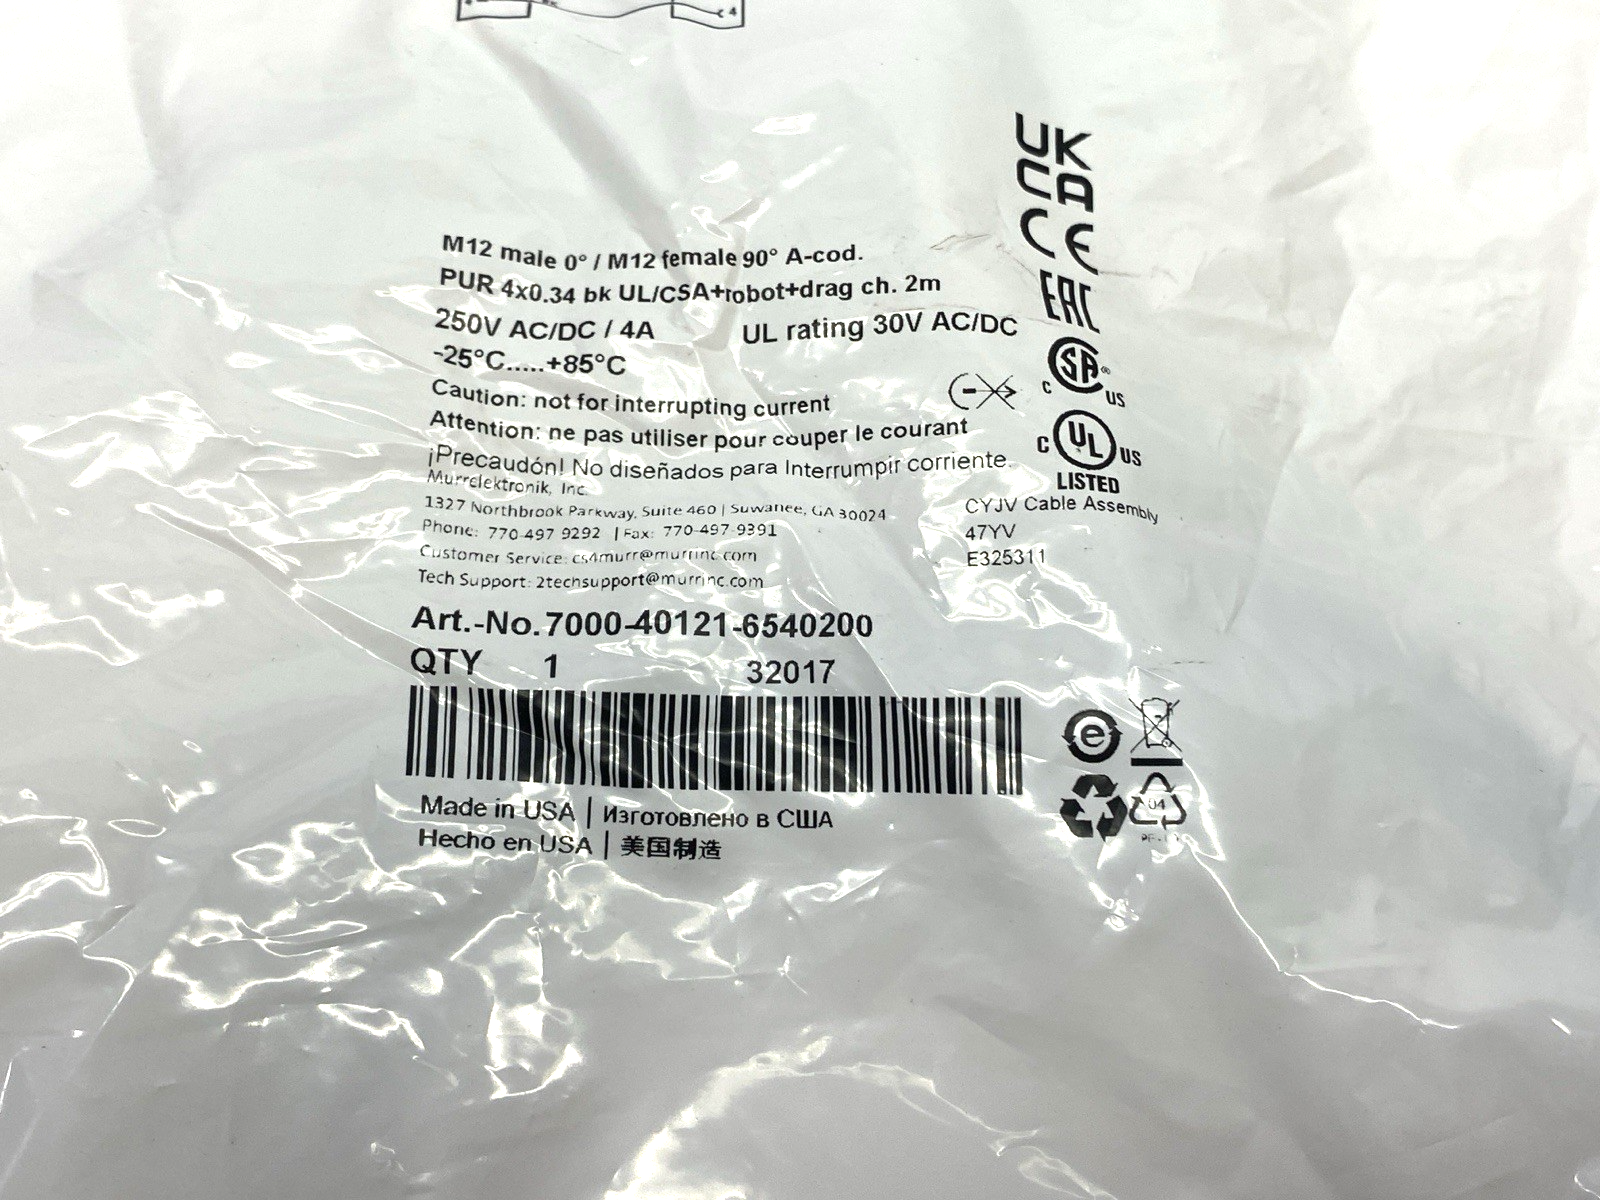 4
M12 male 0° / M12 female 90° A-cod.
PUR 4x0.34 bk UL/CSA+robot+drag ch. 2m
250V AC/DC / 4A UL rating 30V AC/DC
-25°C.....+85°C
Caution: not for interrupting current
Attention: ne pas utiliser pour couper le courant
¡Precaudón! No diseñados para Interrumpir corriente.
Murrelektronik, Inc.
1327 Northbrook Parkway, Suite 460 | Suwanee, GA 30024
Phone: 770-497 9292 | Fax: 770-497-9391
Customer Service: cs4murr@murrinc.com
Tech Support: 2techsupport@murrinc.com
UK
CA
CE
EAC
C SA® US
C UL US
LISTED
CYJV Cable Assembly
47YV
E325311
Art.-No.7000-40121-6540200
QTY 1 32017
Made in USA | Изготовлено в США
Hecho en USA | 美国制造
e
04